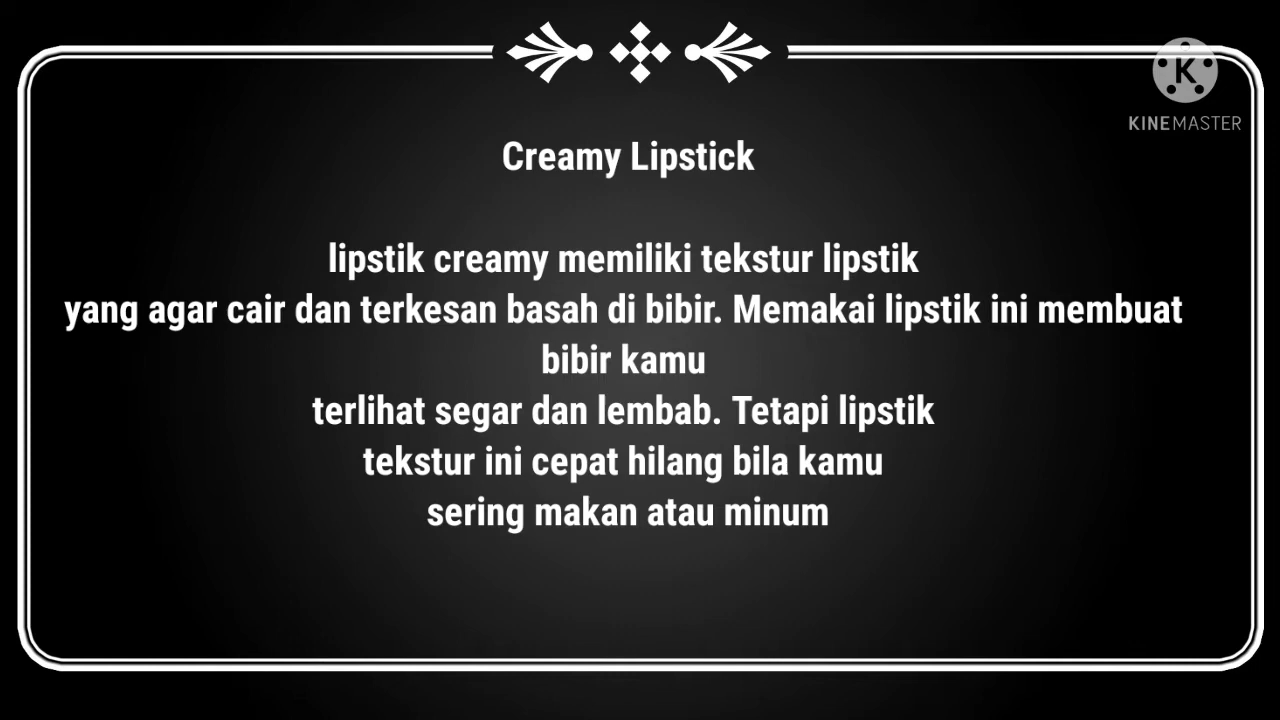 K
KINEMASTER
Creamy Lipstick
lipstik creamy memiliki tekstur lipstik
yang agar cair dan terkesan basah di bibir. Memakai lipstik ini membuat
bibir kamu
terlihat segar dan lembab. Tetapi lipstik
tekstur ini cepat hilang bila kamu
sering makan atau minum